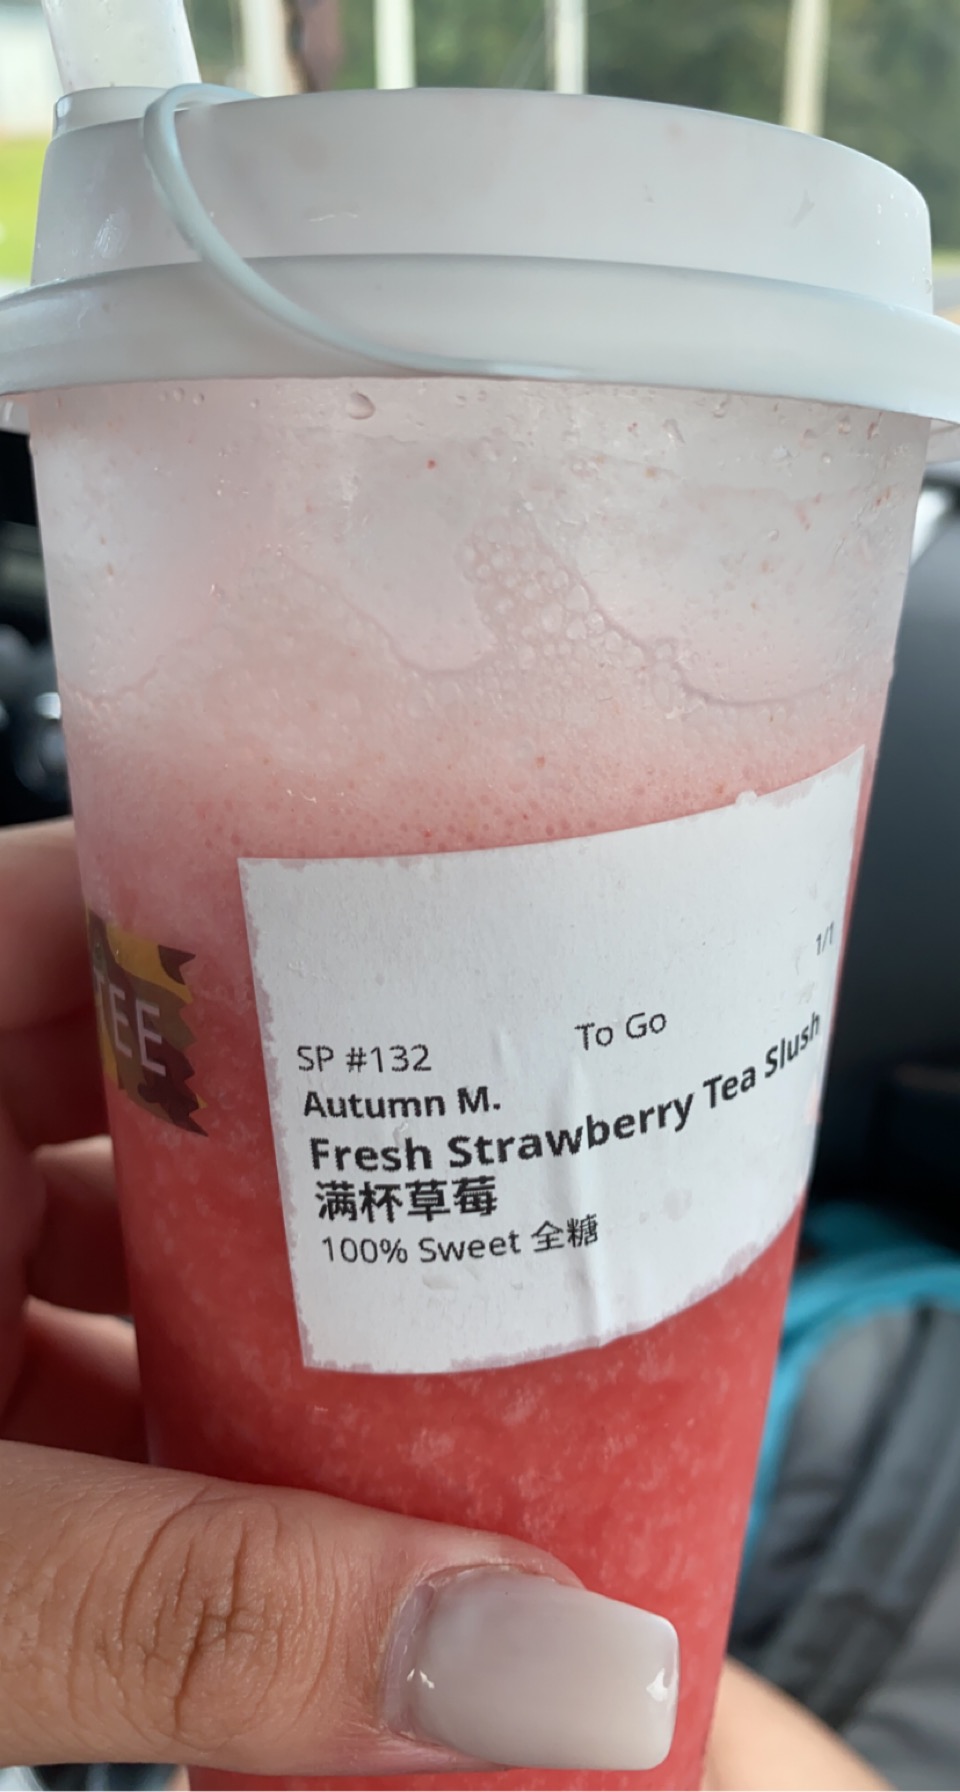 1/1
SP #132 To Go
Autumn M.
Fresh Strawberry Tea Slush
满杯草莓
100% Sweet 全糖
TEE